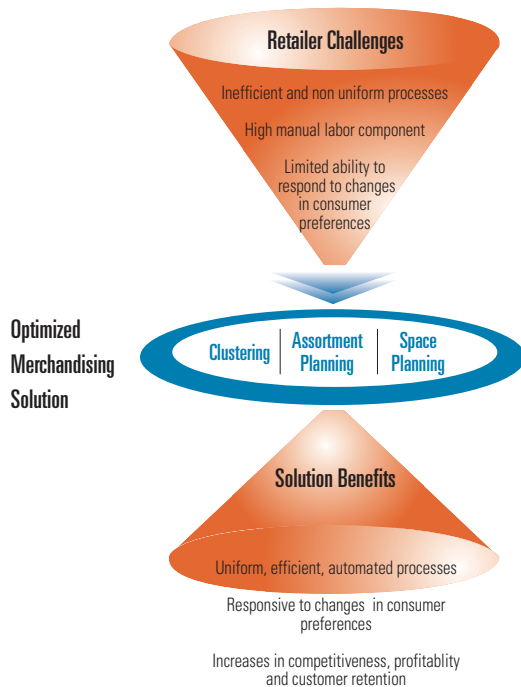 Retailer Challenges
Inefficient and non uniform processes
High manual labor component
Limited ability to
respond to changes
in consumer
preferences
Optimized
Merchandising
Solution
Clustering
Assortment
Planning
Space
Planning
Solution Benefits
Uniform, efficient, automated processes
Responsive to changes in consumer
preferences
Increases in competitiveness, profitablity
and customer retention